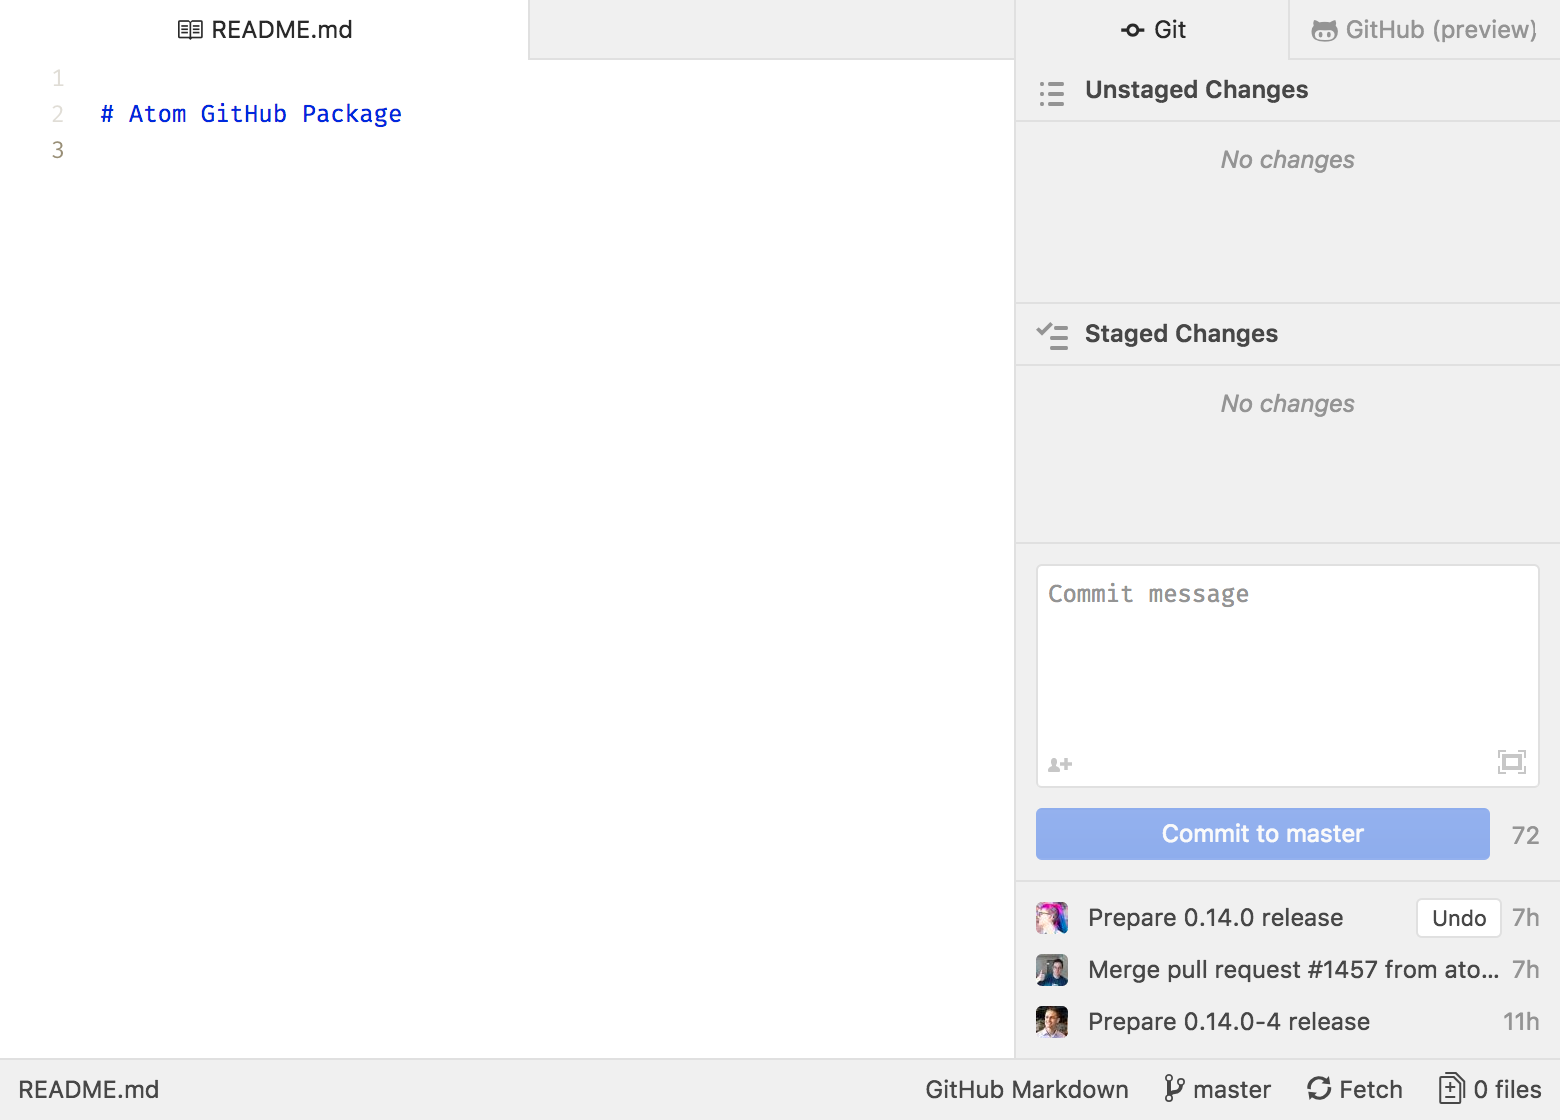 README.md
Git
GitHub (preview)
1
2 # Atom GitHub Package
3
Unstaged Changes
No changes
Staged Changes
No changes
Commit message
Commit to master 72
Prepare 0.14.0 release Undo 7h
Merge pull request #1457 from ato... 7h
Prepare 0.14.0-4 release 11h
README.md GitHub Markdown master Fetch 0 files